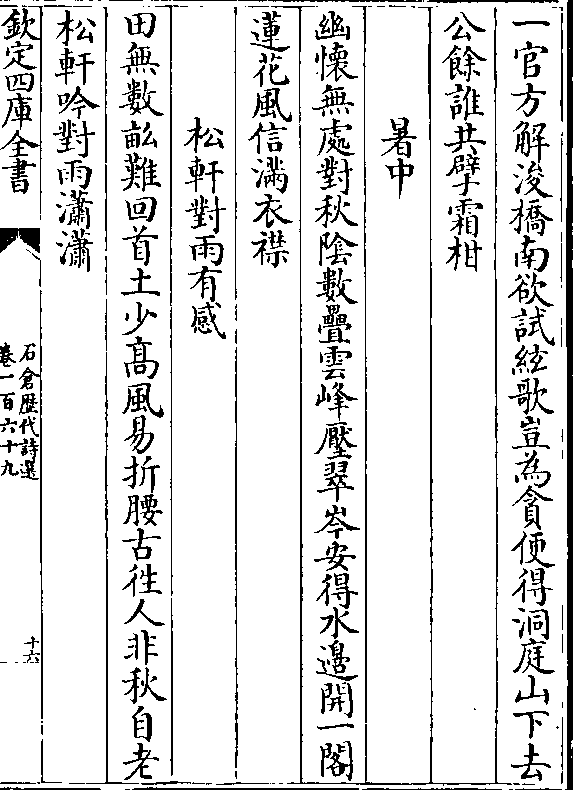 一官方解浚橋南欲試絃歌豈為貪便得洞庭山下去
公餘誰共擘霜柑
暑中
幽懷無處對秋陰數疊雲峰壓翠岑安得水邊開一閣
蓮花風信滿衣襟
松軒對雨有感
田無數畝難回首土少高風易折腰古徃人非秋自老
松軒吟對雨瀟瀟
欽定四庫全書
石倉歴代詩選
卷一百六十九
十六